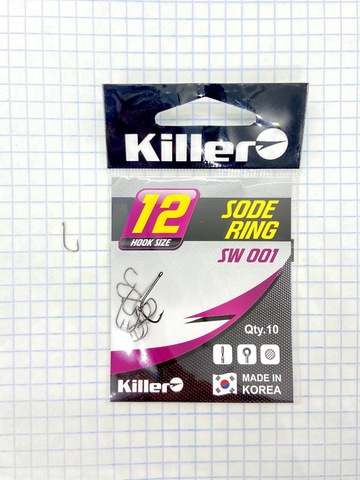 Killer
12
HOOK SIZE
SODE
RING
SW 001
Qty.10
Killer
MADE IN
KOREA